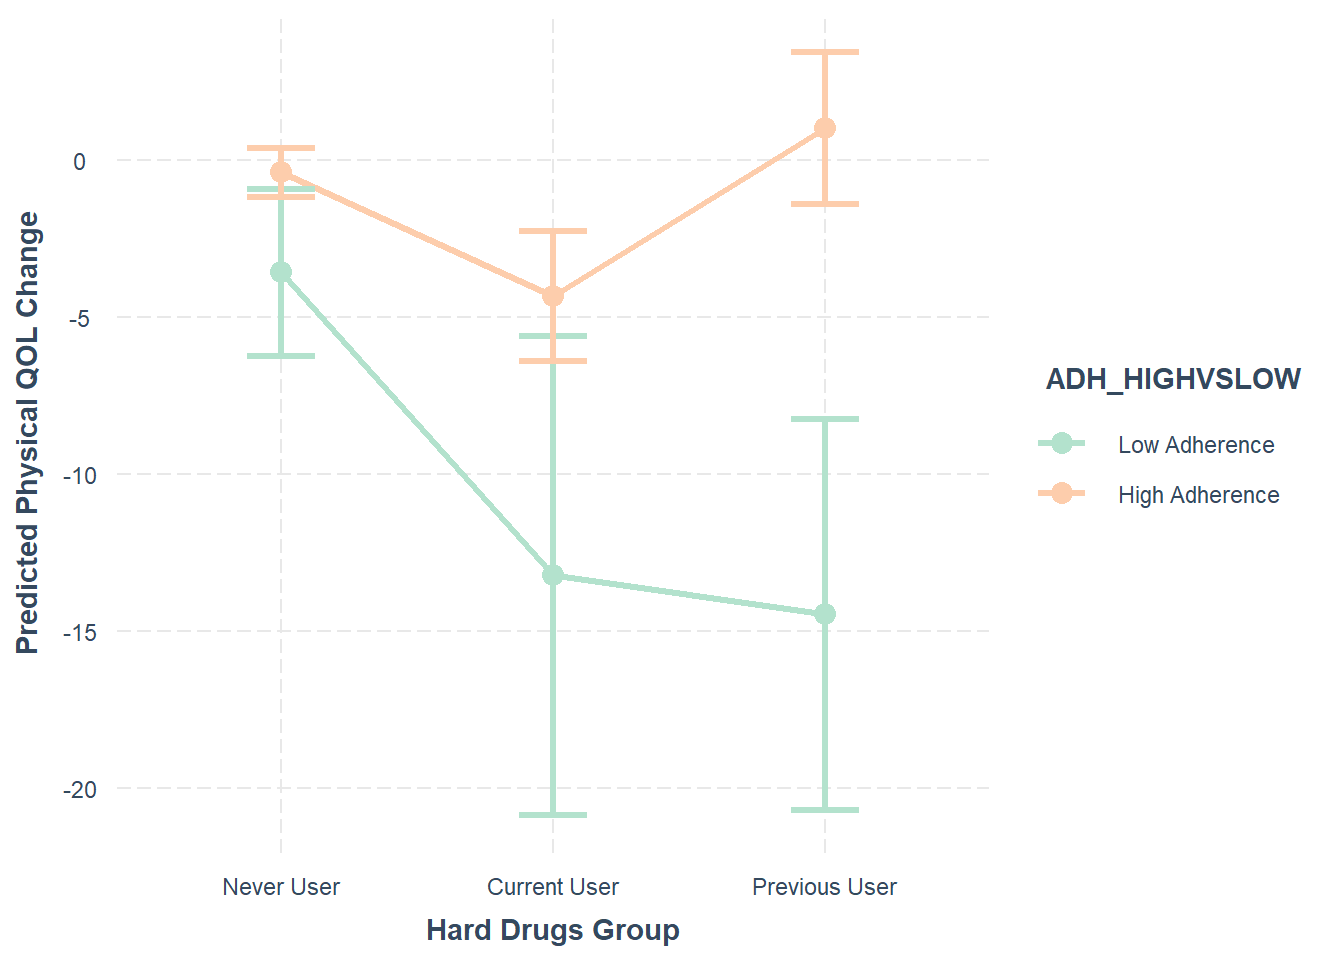 0
-5
-10
-15
-20
Predicted Physical QOL Change
Never User
Current User
Previous User
Hard Drugs Group
ADH_HIGHVSLOW
Low Adherence
High Adherence